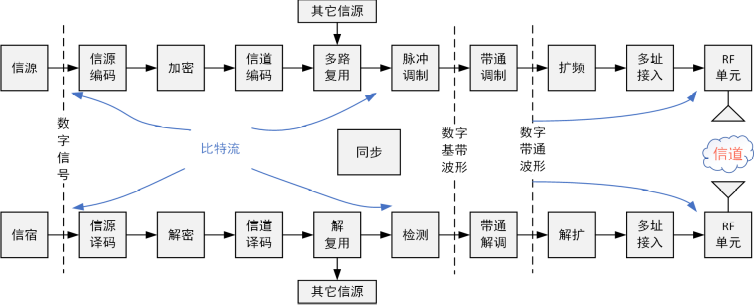 其它信源
信源
信源
编码
加密
信道
编码
多路
复用
脉冲
调制
带通
调制
扩频
多址
接入
RF
单元
数
字
信
号
比特流
同步
数字
基带
波形
数字
带通
波形
信道
信宿
信源
译码
解密
信道
译码
解
复用
检测
带通
解调
解扩
多址
接入
RF
单元
其它信源